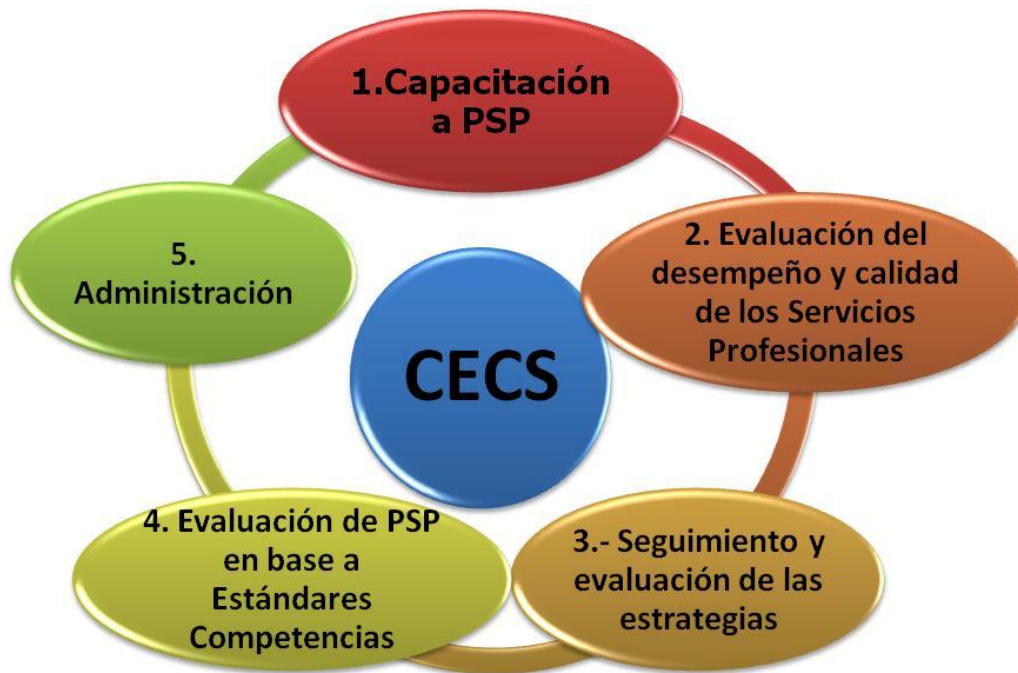 1.Capacitación
a PSP
2. Evaluación del
desempeño y calidad
de los Servicios
Profesionales
3.- Seguimiento y
evaluación de las
estrategias
4. Evaluación de PSP
en base a
Estándares
Competencias
5.
Administración
CECS